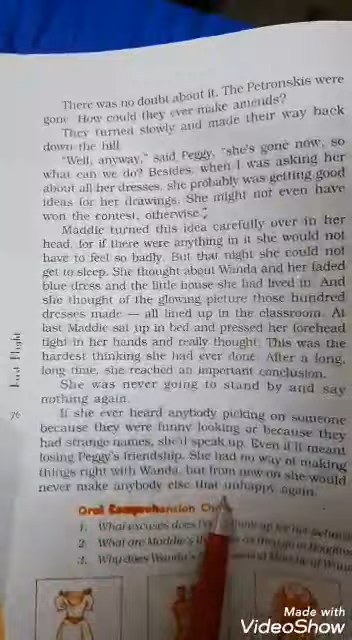 There was no doubt about it. The Petronskis were
gone. How could they ever make amends?
They turned slowly and made their way back
down the hill.
"Well, anyway," said Peggy, "she's gone now, so
what can we do? Besides, when I was asking her
about all her dresses, she probably was getting good
ideas for her drawings. She might not even have
won the contest, otherwise."
Maddie turned this idea carefully over in her
head, for if there were anything in it she would not
have to feel so badly. But that night she could not
get to sleep. She thought about Wanda and her faded
blue dress and the little house she had lived in. And
she thought of the glowing picture those hundred
dresses made — all lined up in the classroom. At
last Maddie sat up in bed and pressed her forehead
tight in her hands and really thought. This was the
hardest thinking she had ever done. After a long,
long time, she reached an important conclusion.
She was never going to stand by and say
nothing again.
If she ever heard anybody picking on someone
because they were funny looking or because they
had strange names, she'd speak up. Even if it meant
losing Peggy's friendship. She had no way of making
things right with Wanda, but from now on she would
never make anybody else that unhappy again.
First Flight
76
Oral Comprehension
1. What excuses does think up for her
2. What are Maddie's as they go to
3. Why does Wanda's
Made with
VideoShow